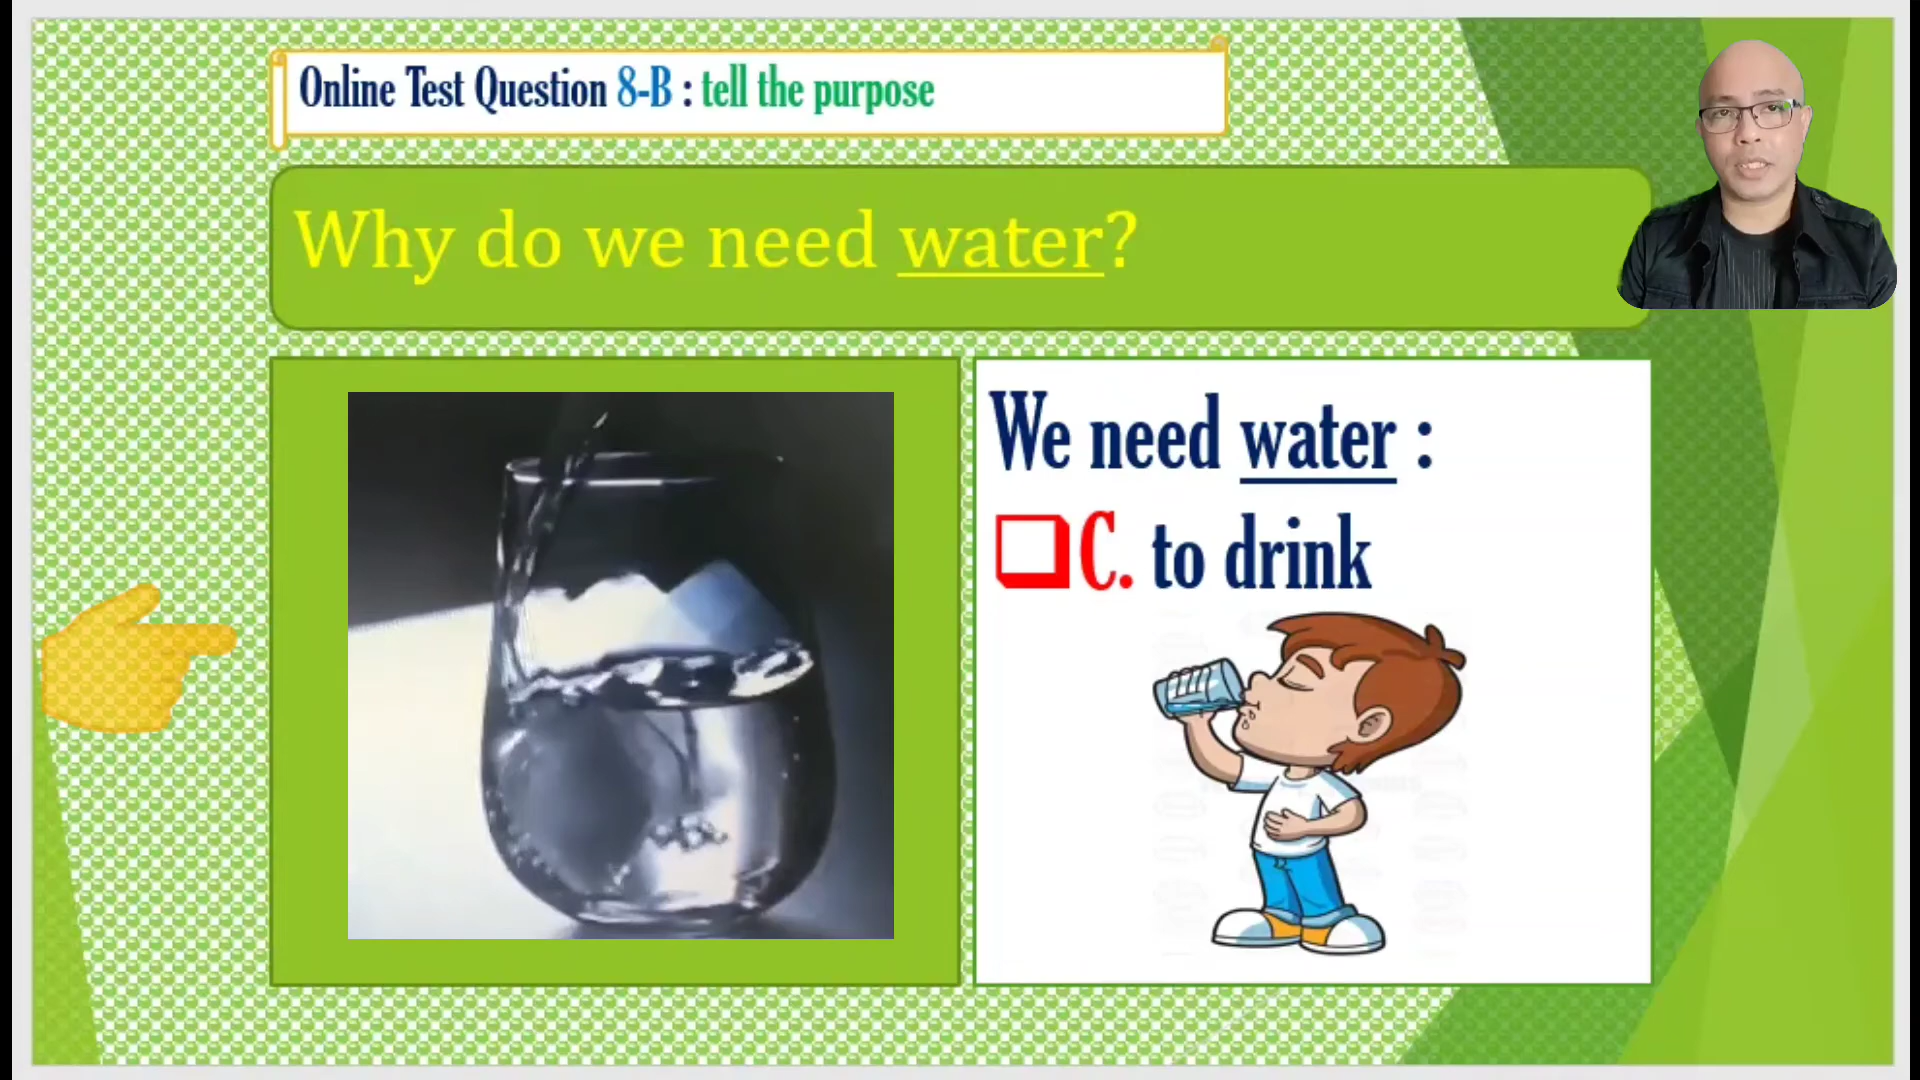 Online Test Question 8-B : tell the purpose
Why do we need water?
We need water :
C. to drink